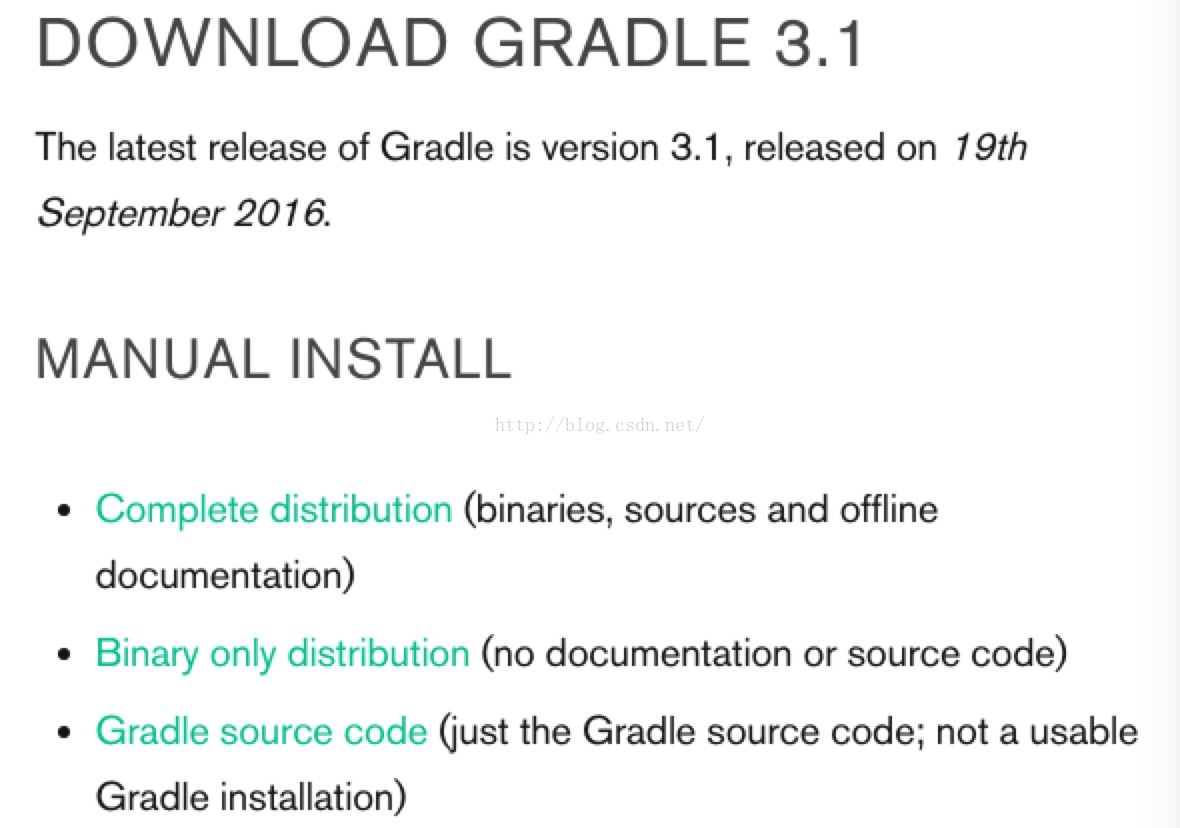 DOWNLOAD GRADLE 3.1
The latest release of Gradle is version 3.1, released on 19th
September 2016.
MANUAL INSTALL
http://blog.csdn.net/
• Complete distribution (binaries, sources and offline
documentation)
• Binary only distribution (no documentation or source code)
• Gradle source code (just the Gradle source code; not a usable
Gradle installation)